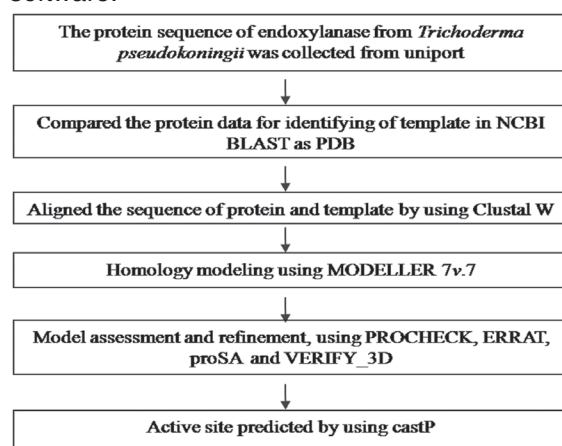 The protein sequence of endoxylanase from Trichoderma
pseudokoningii was collected from uniport
Compared the protein data for identifying of template in NCBI
BLAST as PDB
Aligned the sequence of protein and template by using Clustal W
Homology modeling using MODELLER 7v.7
Model assessment and refinement, using PROCHECK, ERRAT,
proSA and VERIFY_3D
Active site predicted by using castP